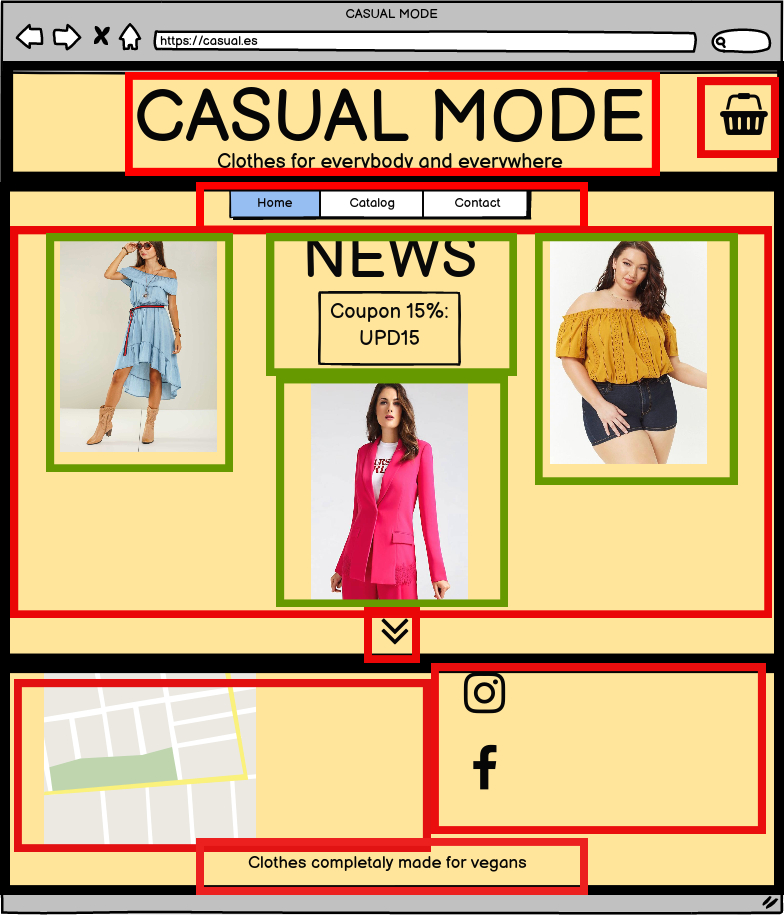 CASUAL MODE
https://casual.es
CASUAL MODE
Clothes for everybody and everywhere
Home Catalog Contact
NEWS
Coupon 15%:
UPD15
Clothes completaly made for vegans